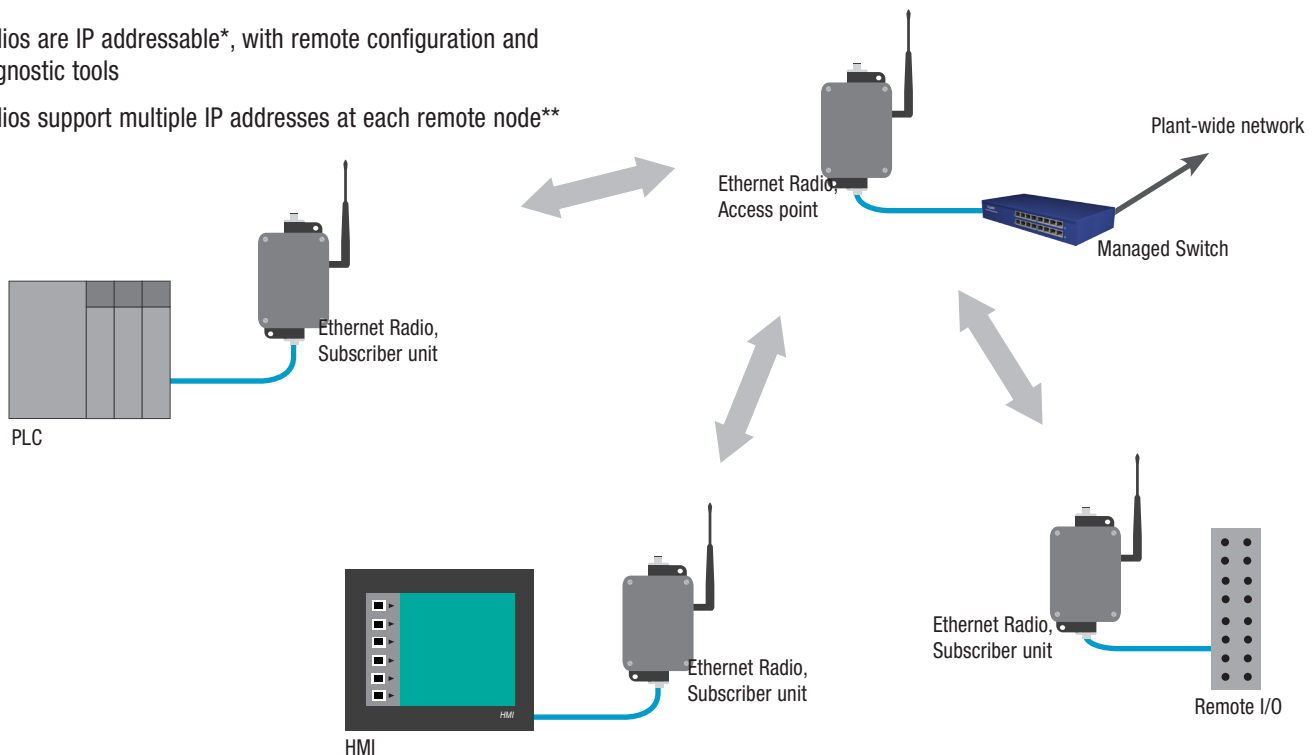 dios are IP addressable*, with remote configuration and
agnostic tools
dios support multiple IP addresses at each remote node**
Plant-wide network
Ethernet Radio,
Access point
Managed Switch
Ethernet Radio,
Subscriber unit
PLC
Ethernet Radio,
Subscriber unit
HMI
HMI
Ethernet Radio,
Subscriber unit
Remote I/O